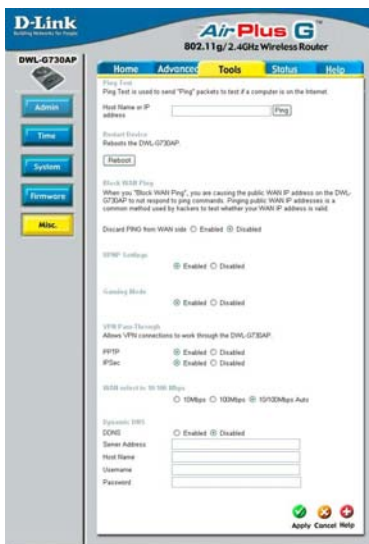 D-Link
Building Networks for People
Air Plus G
802.11g/2.4GHz Wireless Router
DWL-G730AP
Home Advanced Tools Status Help
Admin
Time
System
Firmware
Misc.
Ping Test
Ping Test is used to send "Ping" packets to test if a computer is on the Internet.
Host Name or IP address
Ping
Restart Device
Reboots the DWL-G730AP.
Reboot
Block WAN Ping
When you "Block WAN Ping", you are causing the public WAN IP address on the DWL-
G730AP to not respond to ping commands. Pinging public WAN IP addresses is a
common method used by hackers to test whether your WAN IP address is valid.
Discard PING from WAN side Enabled Disabled
UPNP Settings
Enabled Disabled
Gaming Mode
Enabled Disabled
VPN Pass-Through
Allows VPN connections to work through the DWL-G730AP.
PPTP Enabled Disabled
IPSec Enabled Disabled
WAN select to 10/100 Mbps
10Mbps 100Mbps 10/100Mbps Auto
Dynamic DNS
DDNS Enabled Disabled
Server Address
Host Name
Username
Password
Apply Cancel Help